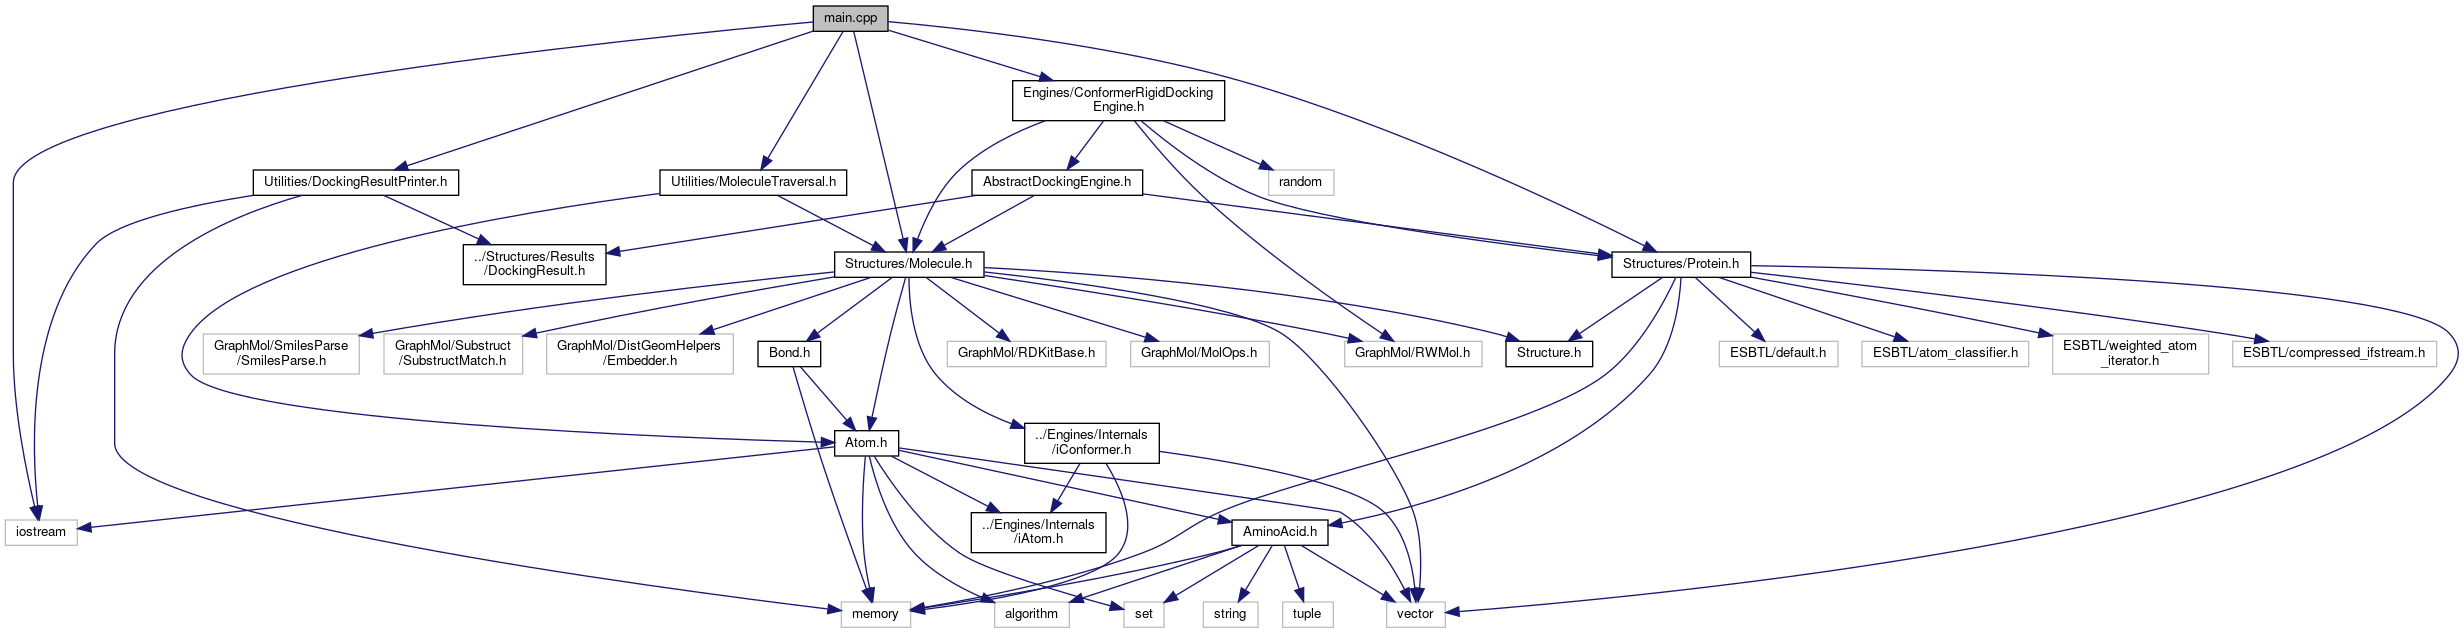 main.cpp
Engines/ConformerRigidDocking
Engine.h
Utilities/DockingResultPrinter.h
Utilities/MoleculeTraversal.h
AbstractDockingEngine.h
random
../Structures/Results
/DockingResult.h
Structures/Molecule.h
Structures/Protein.h
GraphMol/SmilesParse
/SmilesParse.h
GraphMol/Substruct
/SubstructMatch.h
GraphMol/DistGeomHelpers
/Embedder.h
Bond.h
GraphMol/RDKitBase.h
GraphMol/MolOps.h
GraphMol/RWMol.h
Structure.h
ESBTL/default.h
ESBTL/atom_classifier.h
ESBTL/weighted_atom
_iterator.h
ESBTL/compressed_ifstream.h
Atom.h
../Engines/Internals
/iConformer.h
iostream
../Engines/Internals
/iAtom.h
AminoAcid.h
memory
algorithm
set
string
tuple
vector